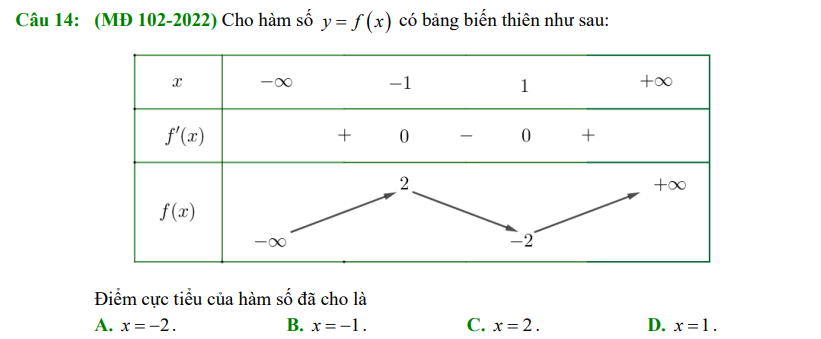 Câu 14: (MĐ 102-2022) Cho hàm số y = f(x) có bảng biến thiên như sau:
x −∞ −1 1 +∞
f′(x) + 0 − 0 +
2 +∞
f(x)
−∞ −2
Điểm cực tiểu của hàm số đã cho là
A. x = −2. B. x = −1. C. x = 2. D. x = 1.